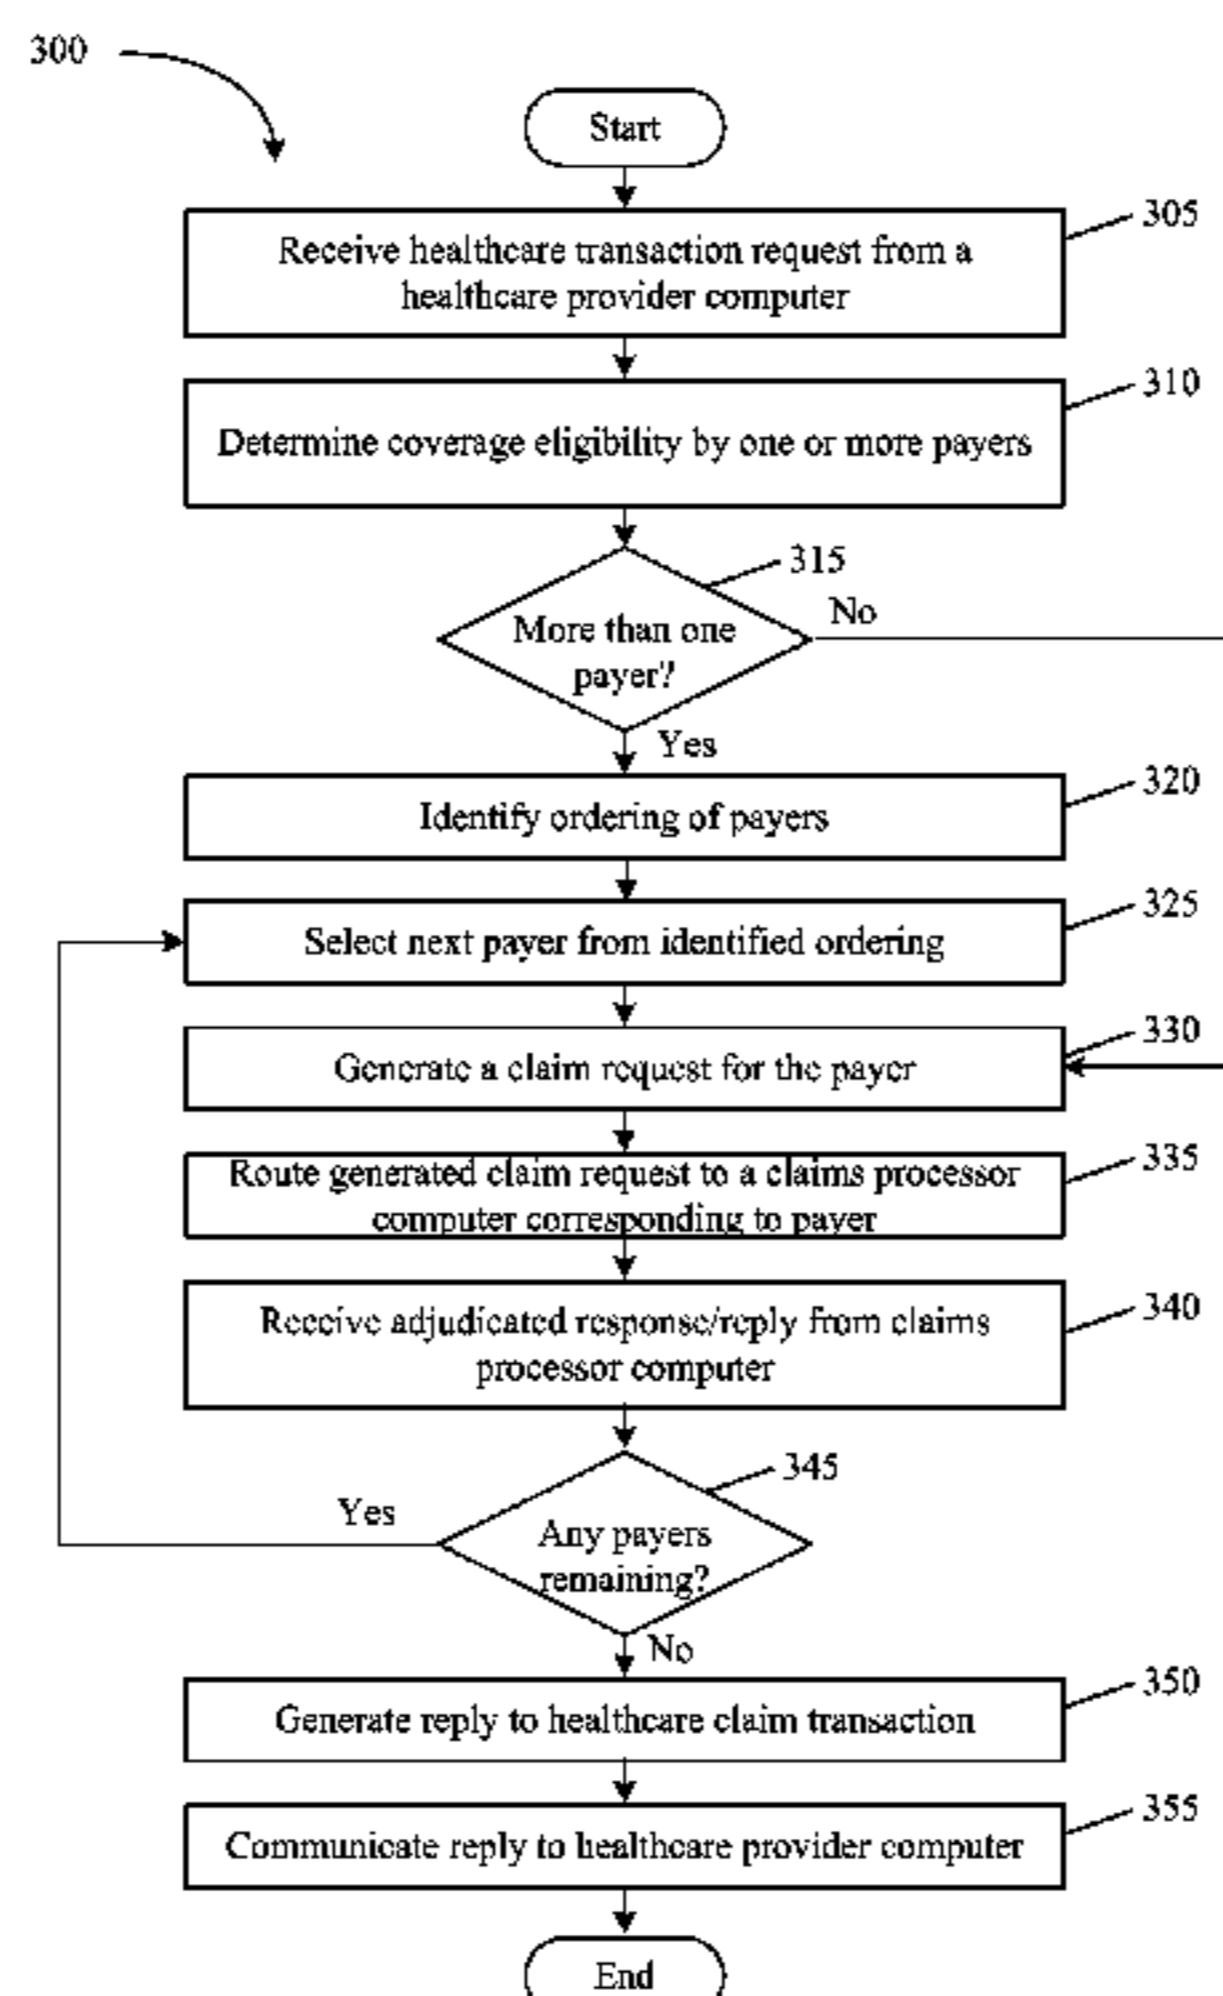 300
Start
305
Receive healthcare transaction request from a
healthcare provider computer
310
Determine coverage eligibility by one or more payers
315
No
More than one
payer?
Yes
320
Identify ordering of payers
325
Select next payer from identified ordering
330
Generate a claim request for the payer
335
Route generated claim request to a claims processor
computer corresponding to payer
340
Receive adjudicated response/reply from claims
processor computer
345
Yes
Any payers
remaining?
No
350
Generate reply to healthcare claim transaction
355
Communicate reply to healthcare provider computer
End